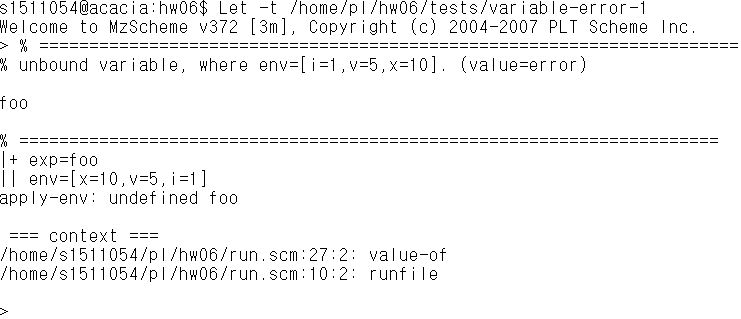 s1511054@acacia:hw06$ Let -t /home/pl/hw06/tests/variable-error-1
Welcome to MzScheme v372 [3m], Copyright (c) 2004-2007 PLT Scheme Inc.
> % ======================================================================
% unbound variable, where env=[i=1,v=5,x=10]. (value=error)
foo
% ======================================================================
|+ exp=foo
|| env=[x=10,v=5,i=1]
apply-env: undefined foo
 === context ===
/home/s1511054/pl/hw06/run.scm:27:2: value-of
/home/s1511054/pl/hw06/run.scm:10:2: runfile
>